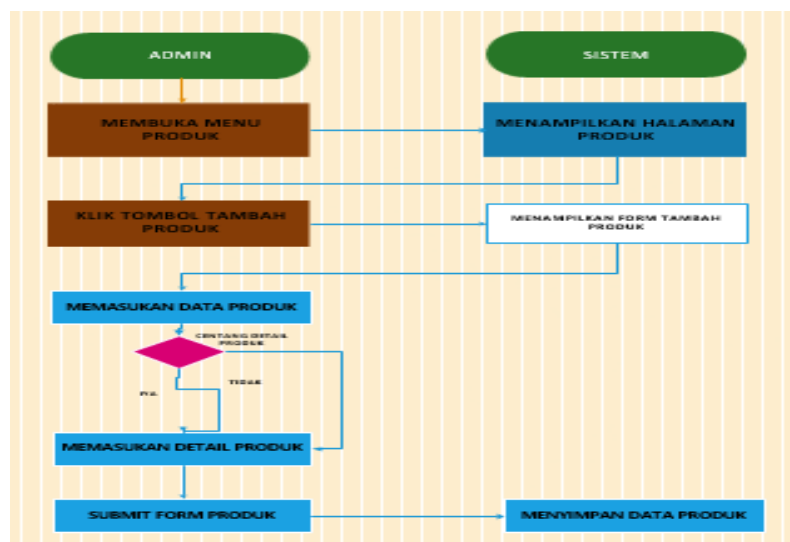 ADMIN
SISTEM
MEMBUKA MENU
PRODUK
MENAMPILKAN HALAMAN
PRODUK
KLIK TOMBOL TAMBAH
PRODUK
MENAMPILKAN FORM TAMBAH
PRODUK
MEMASUKAN DATA PRODUK
CENTANG DETAIL
PRODUK
TIDAK
MEMASUKAN DETAIL PRODUK
SUBMIT FORM PRODUK
MENYIMPAN DATA PRODUK